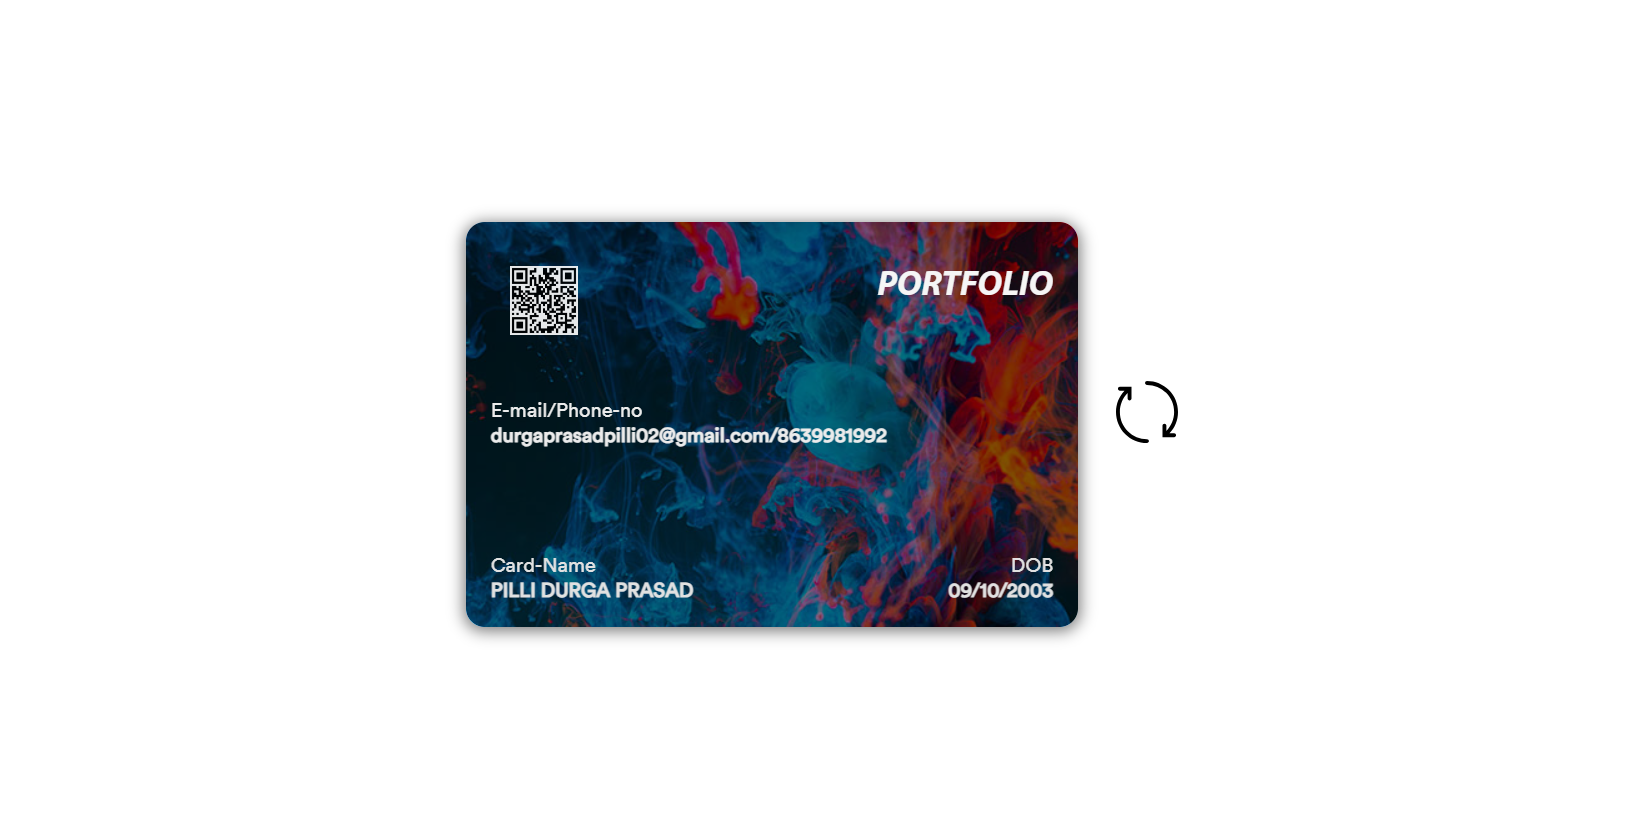 PORTFOLIO
E-mail/Phone-no
durgaprasadpilli02@gmail.com/8639981992
Card-Name
PILLI DURGA PRASAD
DOB
09/10/2003